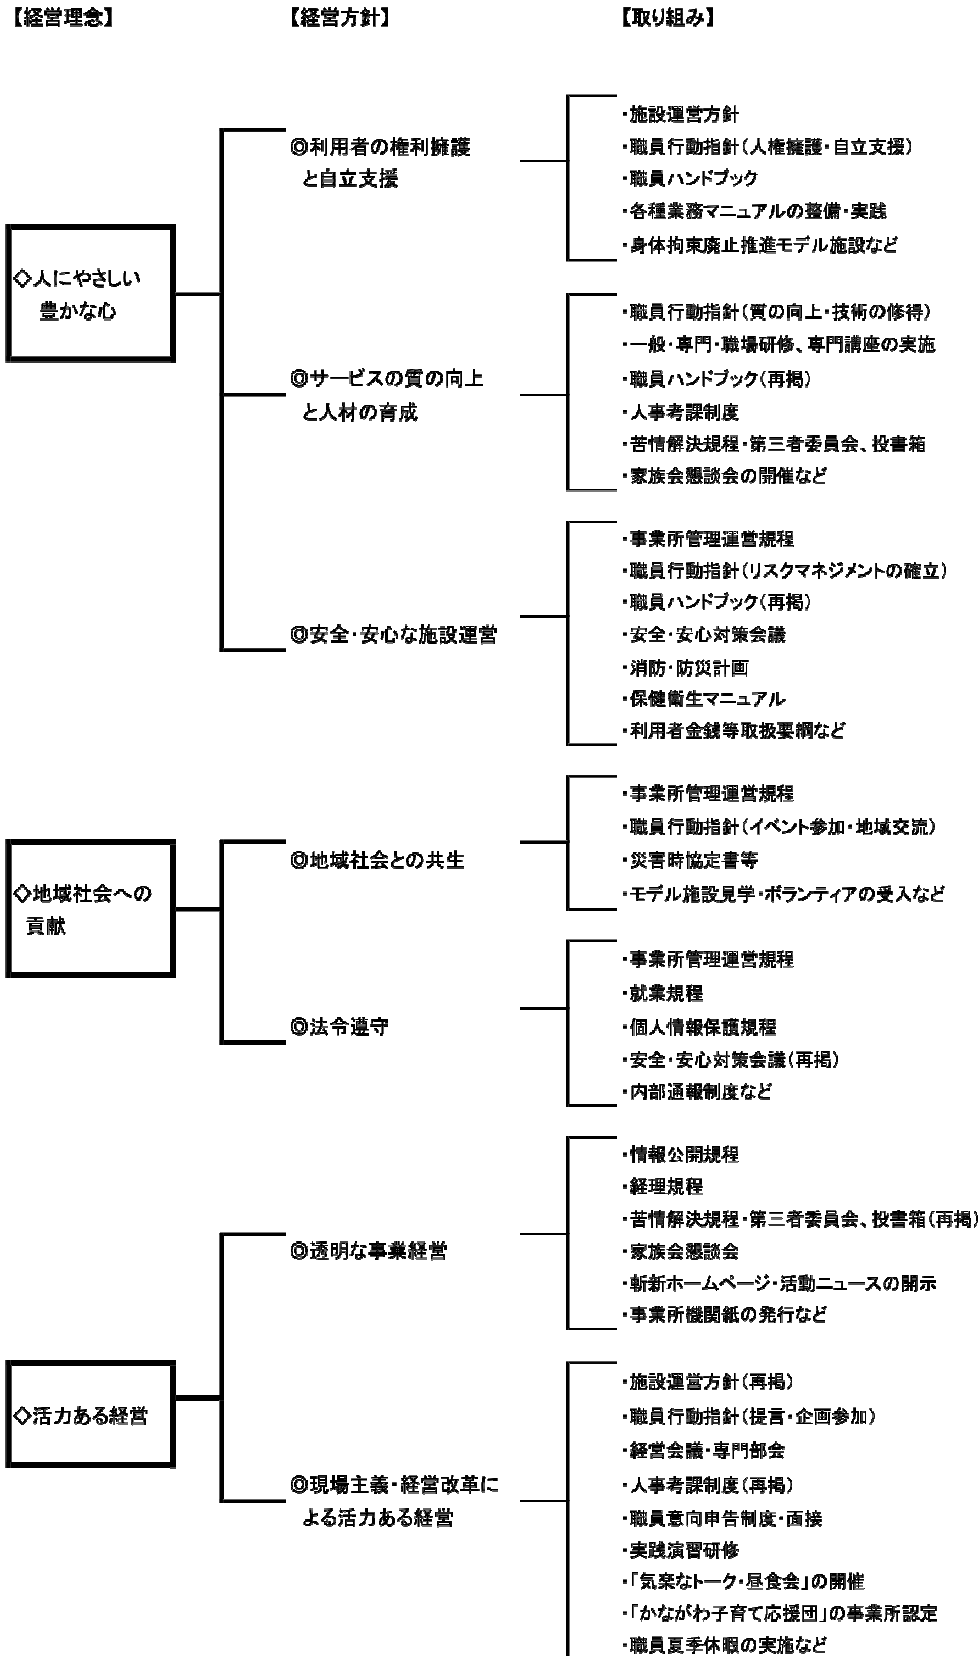 【経営理念】 【経営方針】 【取り組み】
◇人にやさしい
豊かな心
◎利用者の権利擁護
と自立支援
・施設運営方針
・職員行動指針(人権擁護・自立支援)
・職員ハンドブック
・各種業務マニュアルの整備・実践
・身体拘束廃止推進モデル施設など
◎サービスの質の向上
と人材の育成
・職員行動指針(質の向上・技術の修得)
・一般・専門・職場研修、専門講座の実施
・職員ハンドブック(再掲)
・人事考課制度
・苦情解決規程・第三者委員会、投書箱
・家族会懇談会の開催など
◎安全・安心な施設運営
・事業所管理運営規程
・職員行動指針(リスクマネジメントの確立)
・職員ハンドブック(再掲)
・安全・安心対策会議
・消防・防災計画
・保健衛生マニュアル
・利用者金銭等取扱要綱など
◇地域社会への
貢献
◎地域社会との共生
・事業所管理運営規程
・職員行動指針(イベント参加・地域交流)
・災害時協定書等
・モデル施設見学・ボランティアの受入など
◎法令遵守
・事業所管理運営規程
・就業規程
・個人情報保護規程
・安全・安心対策会議(再掲)
・内部通報制度など
◇活力ある経営
◎透明な事業経営
・情報公開規程
・経理規程
・苦情解決規程・第三者委員会、投書箱(再掲)
・家族会懇談会
・斬新ホームページ・活動ニュースの開示
・事業所機関紙の発行など
◎現場主義・経営改革に
よる活力ある経営
・施設運営方針(再掲)
・職員行動指針(提言・企画参加)
・経営会議・専門部会
・人事考課制度(再掲)
・職員意向申告制度・面接
・実践演習研修
・「気楽なトーク・昼食会」の開催
・「かながわ子育て応援団」の事業所認定
・職員夏季休暇の実施など